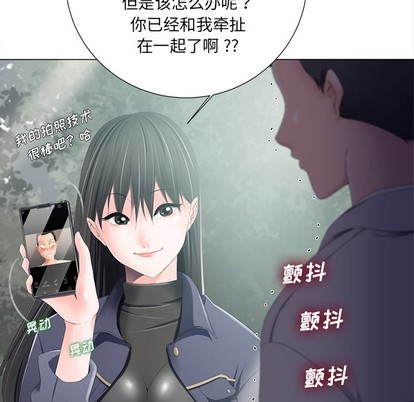 但是该怎么办呢？
你已经和我牵扯
在一起了啊 ??
我的拍照技术
很棒吧？哈
晃动
晃动
颤抖
颤抖
颤抖